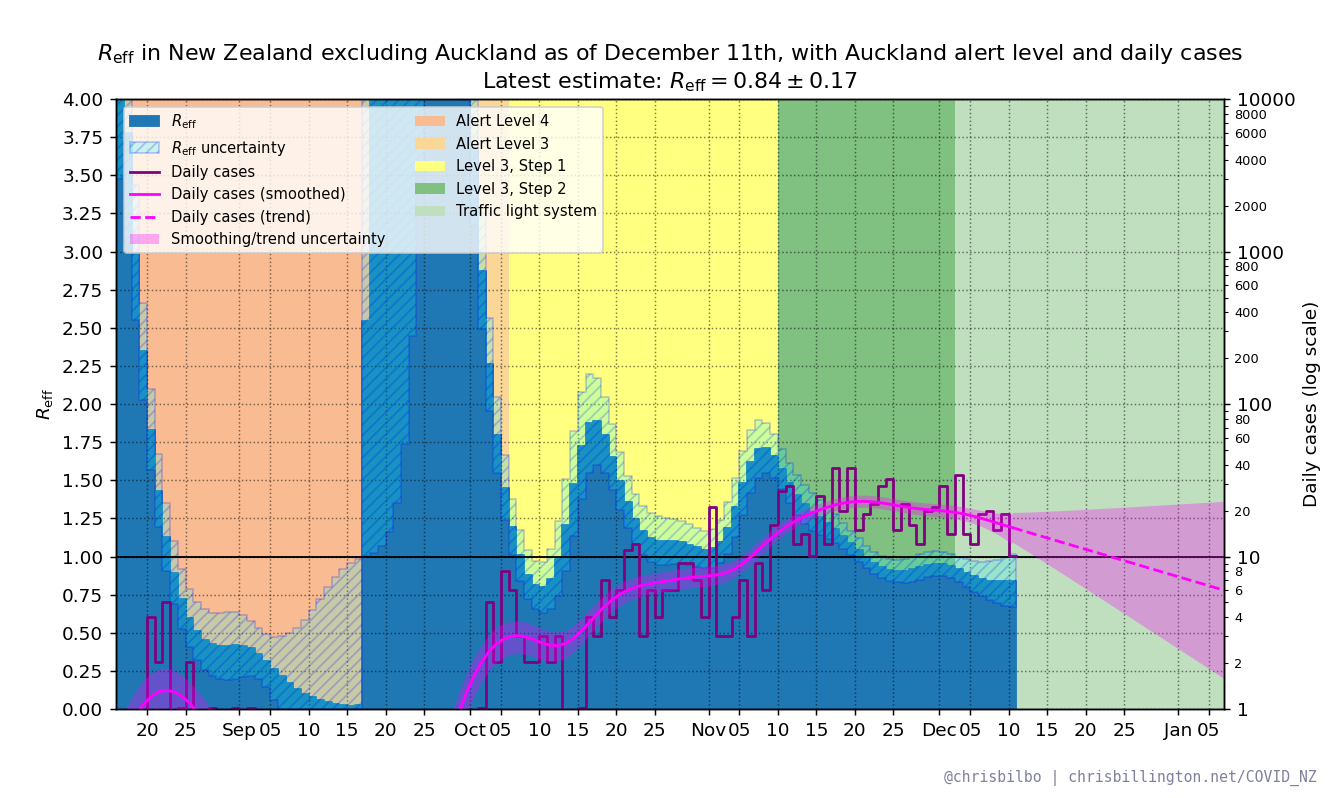 R_eff in New Zealand excluding Auckland as of December 11th, with Auckland alert level and daily cases
Latest estimate: R_eff = 0.84 ± 0.17
R_eff
R_eff uncertainty
Daily cases
Daily cases (smoothed)
Daily cases (trend)
Smoothing/trend uncertainty
Alert Level 4
Alert Level 3
Level 3, Step 1
Level 3, Step 2
Traffic light system
R_eff
4.00
3.75
3.50
3.25
3.00
2.75
2.50
2.25
2.00
1.75
1.50
1.25
1.00
0.75
0.50
0.25
0.00
10000
8000
6000
4000
2000
1000
800
600
400
200
100
80
60
40
20
10
8
6
4
2
1
Daily cases (log scale)
20 25 Sep 05 10 15 20 25 Oct 05 10 15 20 25 Nov 05 10 15 20 25 Dec 05 10 15 20 25 Jan 05
@chrisbilbo | chrisbillington.net/COVID_NZ